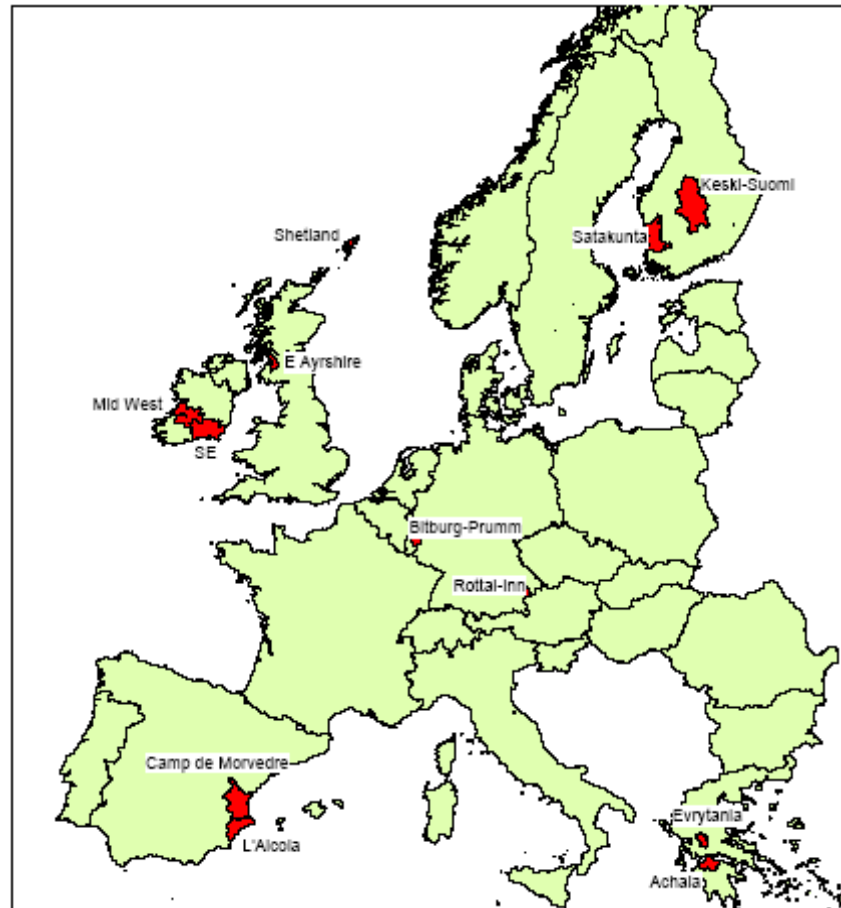 Keski-Suomi
Shetland
Satakunta
E Ayrshire
Mid West
SE
Bitburg-Prumm
Rottal-Inn
Camp de Morvedre
Evrytania
L'Alcoia
Achaia